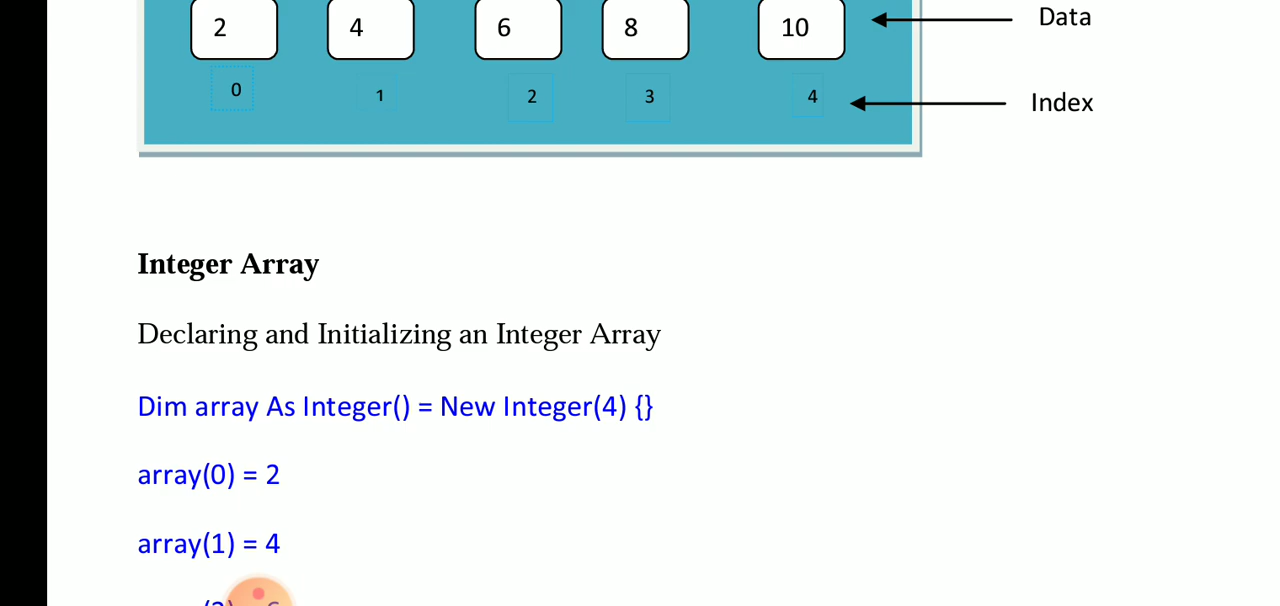 2 4 6 8 10 Data
0 1 2 3 4 Index
Integer Array
Declaring and Initializing an Integer Array
Dim array As Integer() = New Integer(4) {}
array(0) = 2
array(1) = 4